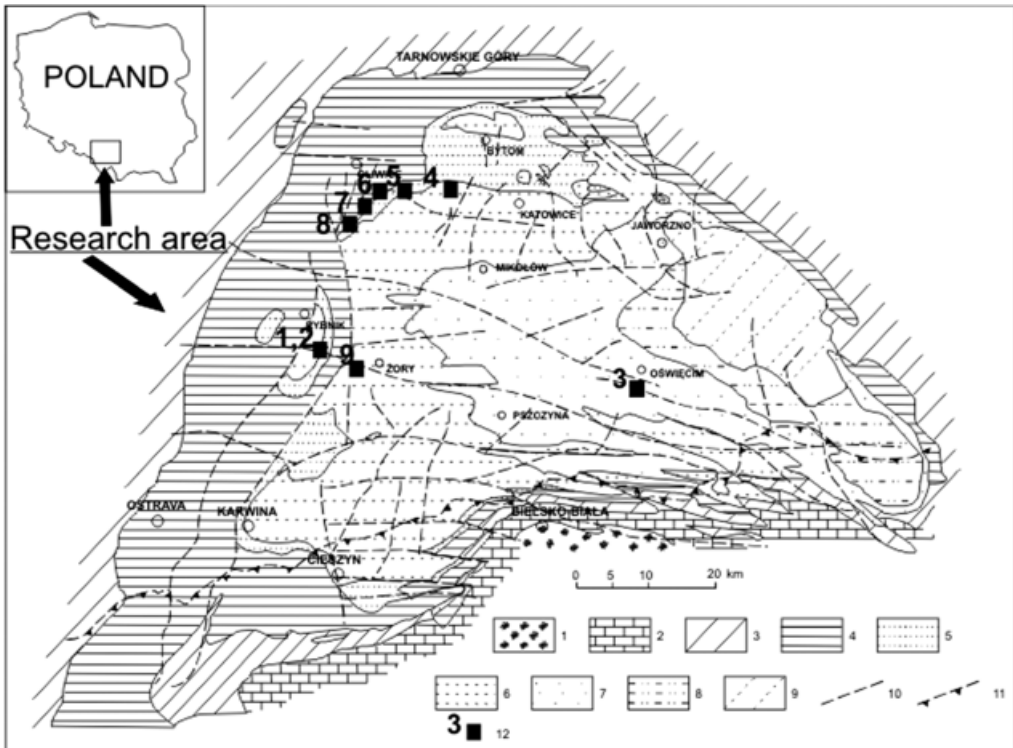 POLAND
Research area
TARNOWSKIE GÓRY
BYTOM
GLIWICE
6 5 4
7
8
KATOWICE
JAWORZNO
MIKOŁÓW
RYBNIK
1,2
9
ŻORY
3
OŚWIĘCIM
PSZCZYNA
OSTRAVA
KARWINA
BIELSKO-BIAŁA
CIESZYN
0 5 10 20 km
1 2 3 4 5
6 7 8 9 10 11
3 12